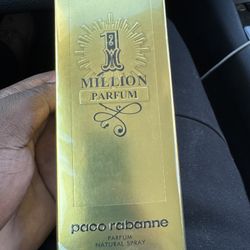 1
MILLION
PARFUM
paco rabanne
PARFUM
NATURAL SPRAY